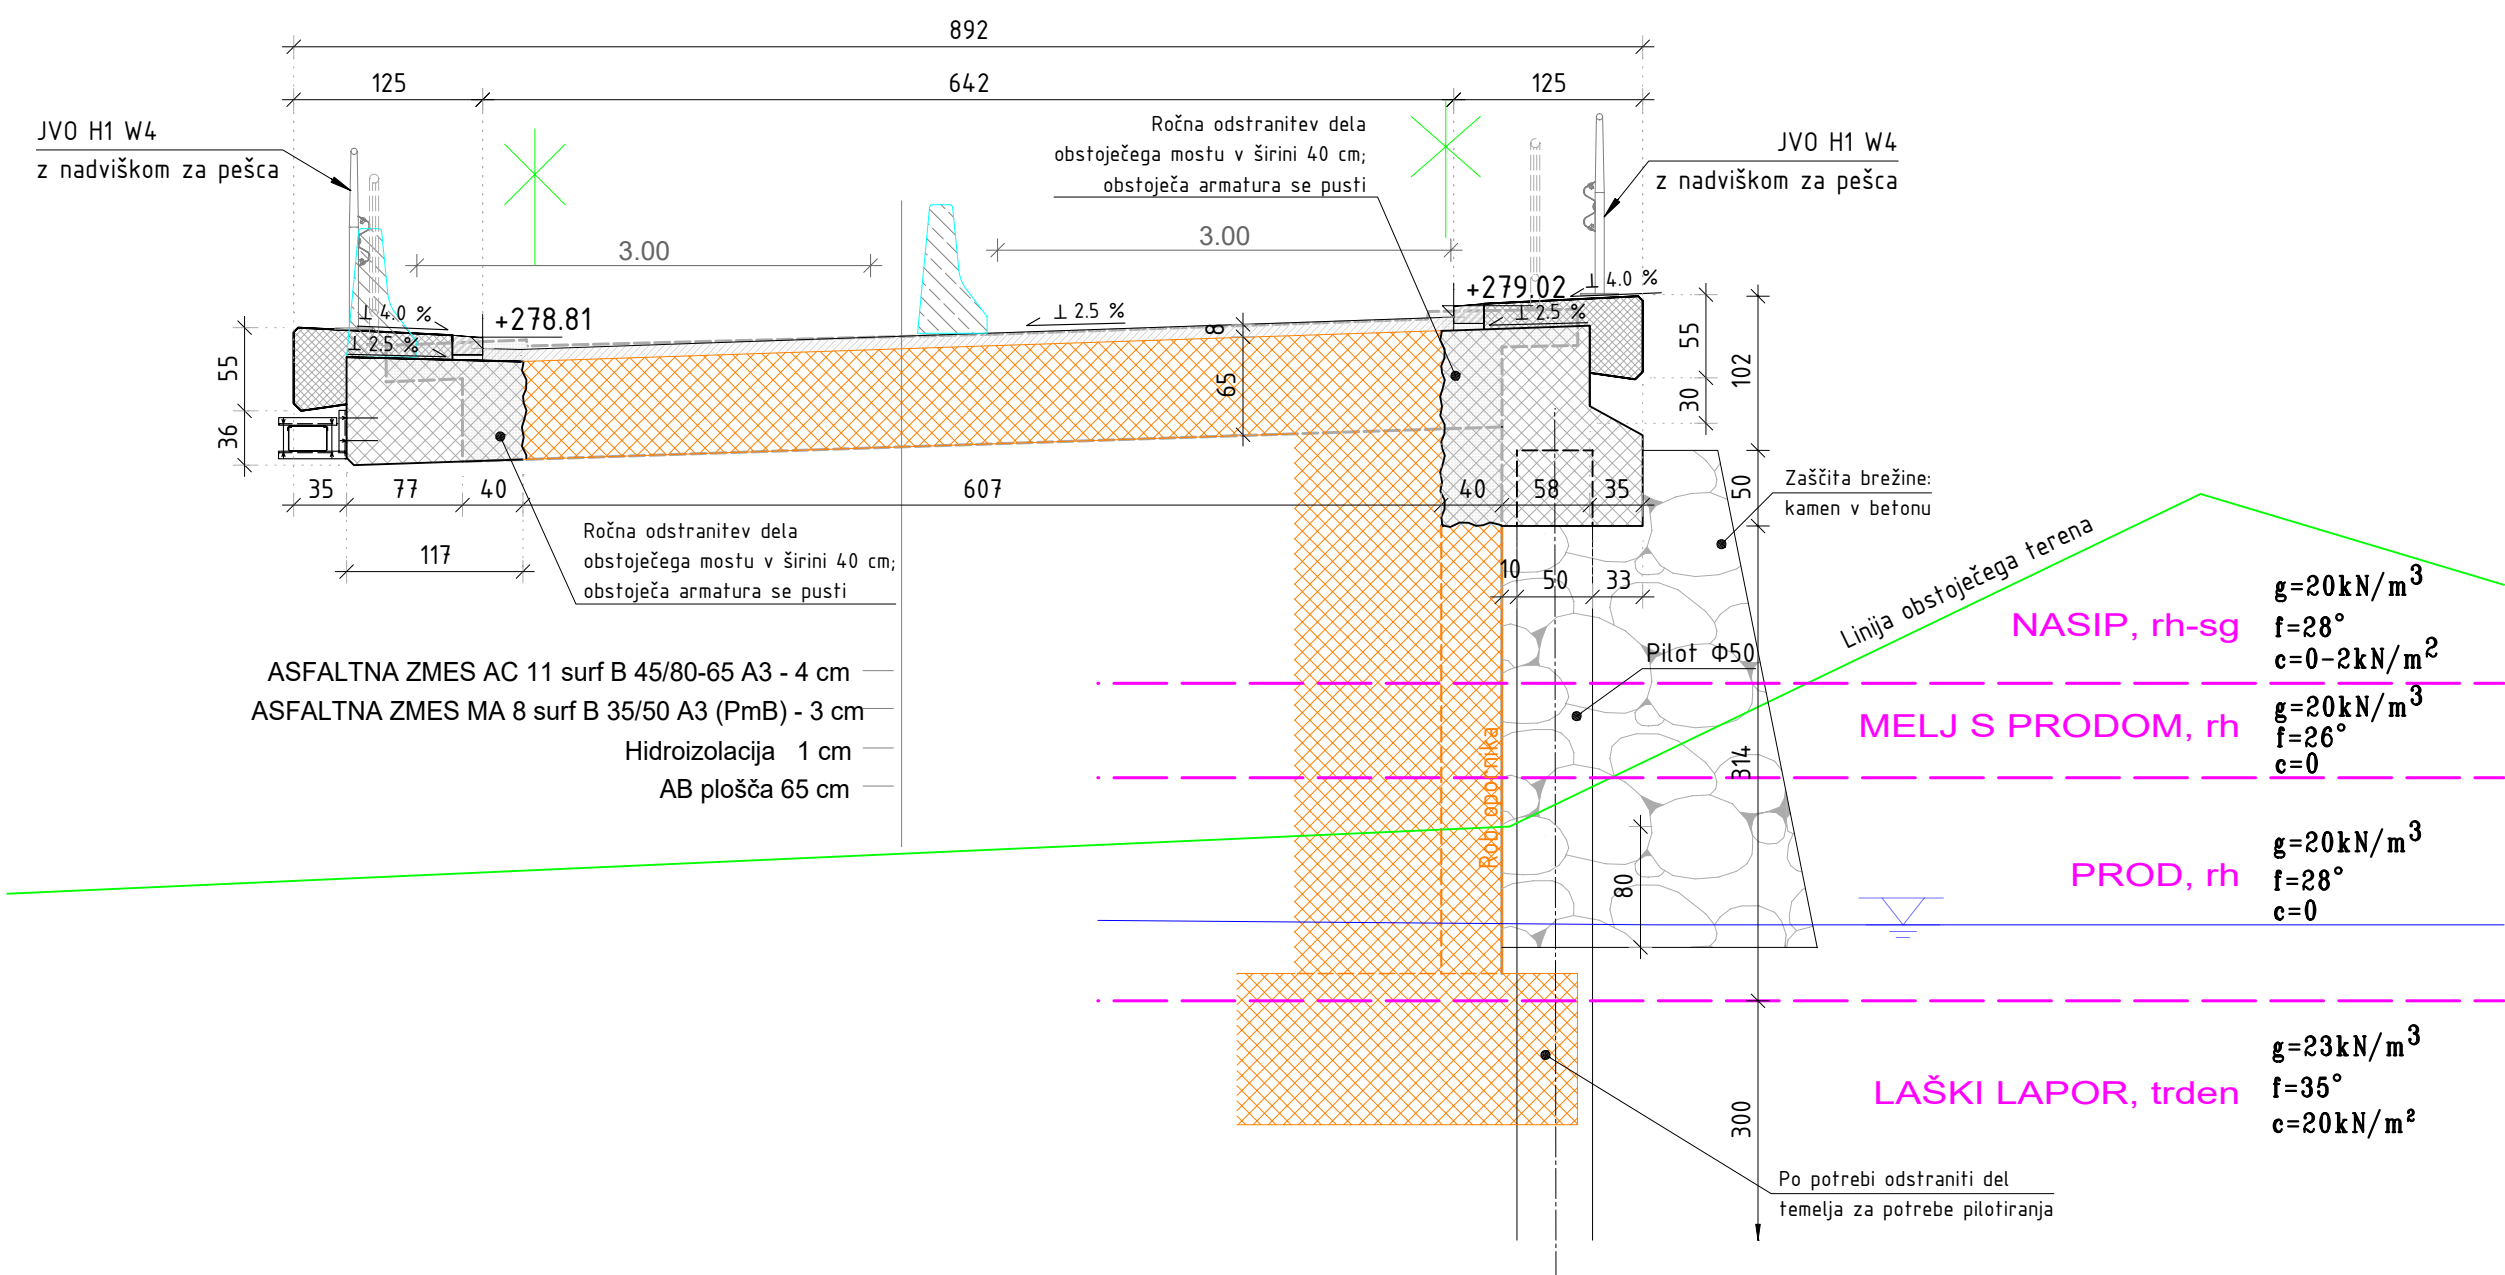 892
125
642
125
JVO H1 W4
z nadviškom za pešca
Ročna odstranitev dela
obstoječega mostu v širini 40 cm;
obstoječa armatura se pusti
JVO H1 W4
z nadviškom za pešca
3.00
3.00
⊥ 4.0 %
⊥ 2.5 %
+278.81
⊥ 2.5 %
8
65
+279.02
⊥ 4.0 %
⊥ 2.5 %
55
36
55
30
102
50
314
300
35
77
40
607
40
58
35
117
10
50
33
Ročna odstranitev dela
obstoječega mostu v širini 40 cm;
obstoječa armatura se pusti
Zaščita brežine:
kamen v betonu
Linija obstoječega terena
Pilot Φ50
Rob opornika
80
ASFALTNA ZMES AC 11 surf B 45/80-65 A3 - 4 cm
ASFALTNA ZMES MA 8 surf B 35/50 A3 (PmB) - 3 cm
Hidroizolacija 1 cm
AB plošča 65 cm
NASIP, rh-sg
g=20kN/m³
f=28°
c=0-2kN/m²
MELJ S PRODOM, rh
g=20kN/m³
f=26°
c=0
PROD, rh
g=20kN/m³
f=28°
c=0
LAŠKI LAPOR, trden
g=23kN/m³
f=35°
c=20kN/m²
Po potrebi odstraniti del
temelja za potrebe pilotiranja